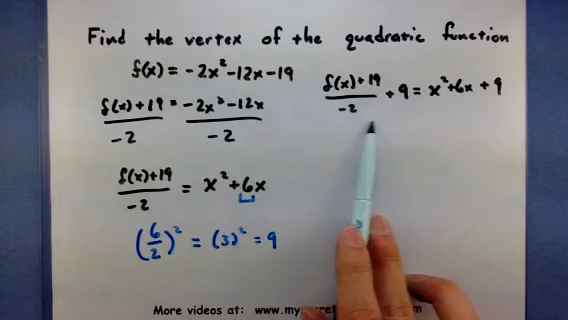 Find the vertex of the quadratic function
f(x) = -2x² -12x -19
f(x)+19 = -2x² -12x
-2 -2
f(x)+19 = x² + 6x
-2
(6/2)² = (3)² = 9
f(x)+19 + 9 = x² + 6x + 9
-2
More videos at: www.my